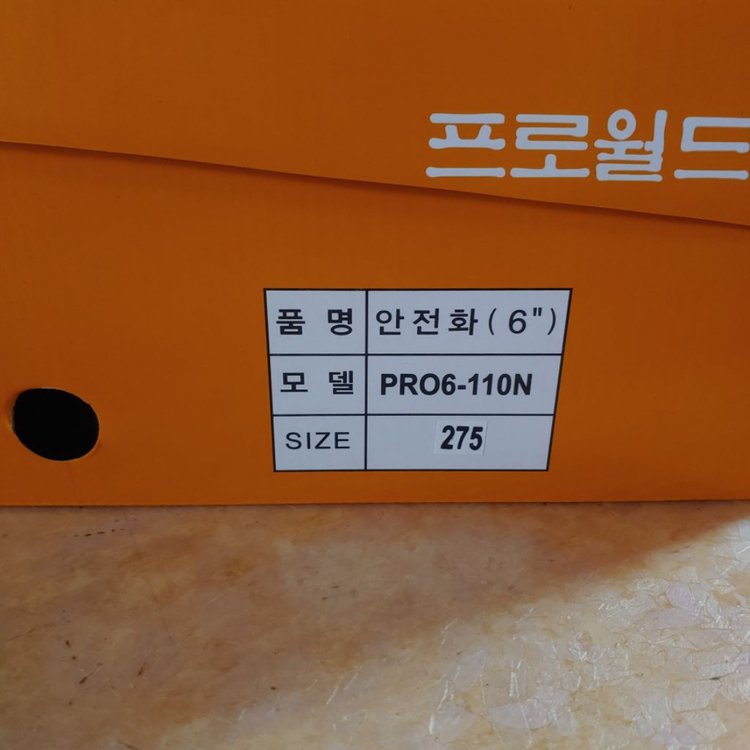 프로월드
품 명 안전화(6")
모 델 PRO6-110N
SIZE 275